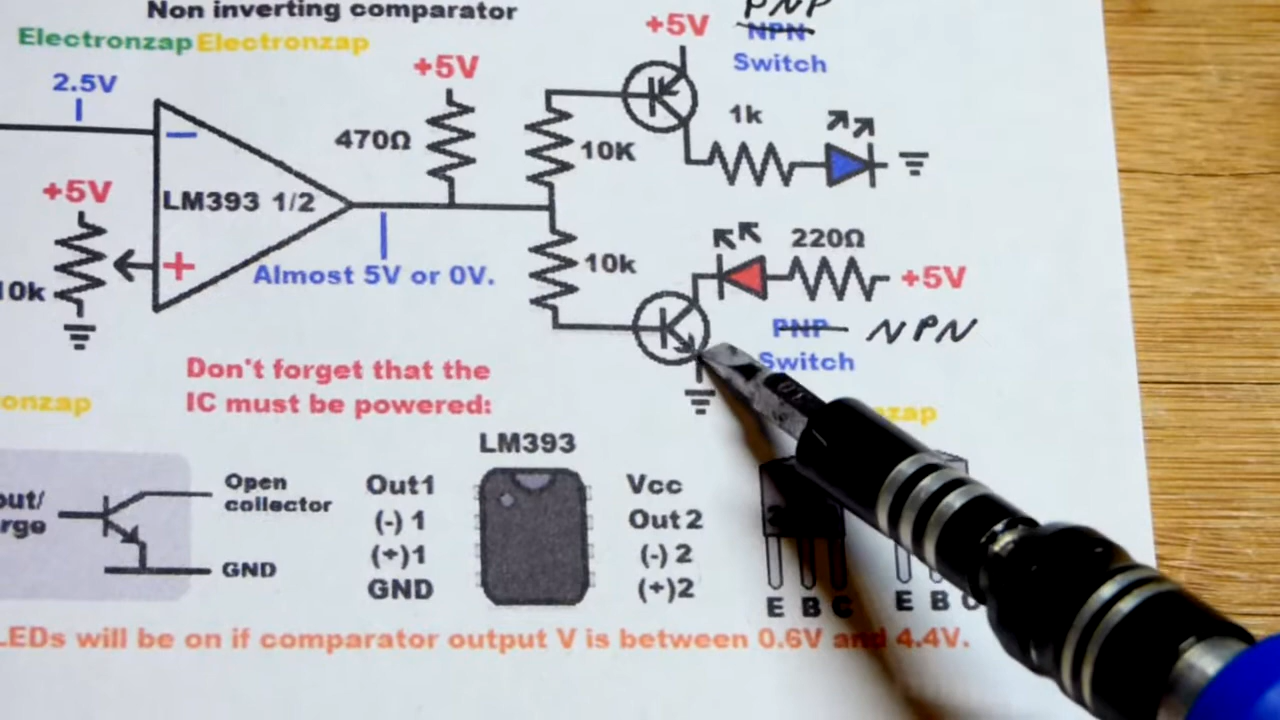 Non inverting comparator
Electronzap Electronzap
2.5V
+5V
470Ω
+5V
PNP
NPN
Switch
10K
1k
+5V
LM393 1/2
10k
Almost 5V or 0V.
10k
220Ω
+5V
PNP NPN
Switch
Don't forget that the
IC must be powered:
onzap
zap
LM393
out/
rge
Open
collector
GND
Out1
(-) 1
(+)1
GND
Vcc
Out 2
(-) 2
(+)2
E B C
E B C
LEDs will be on if comparator output V is between 0.6V and 4.4V.